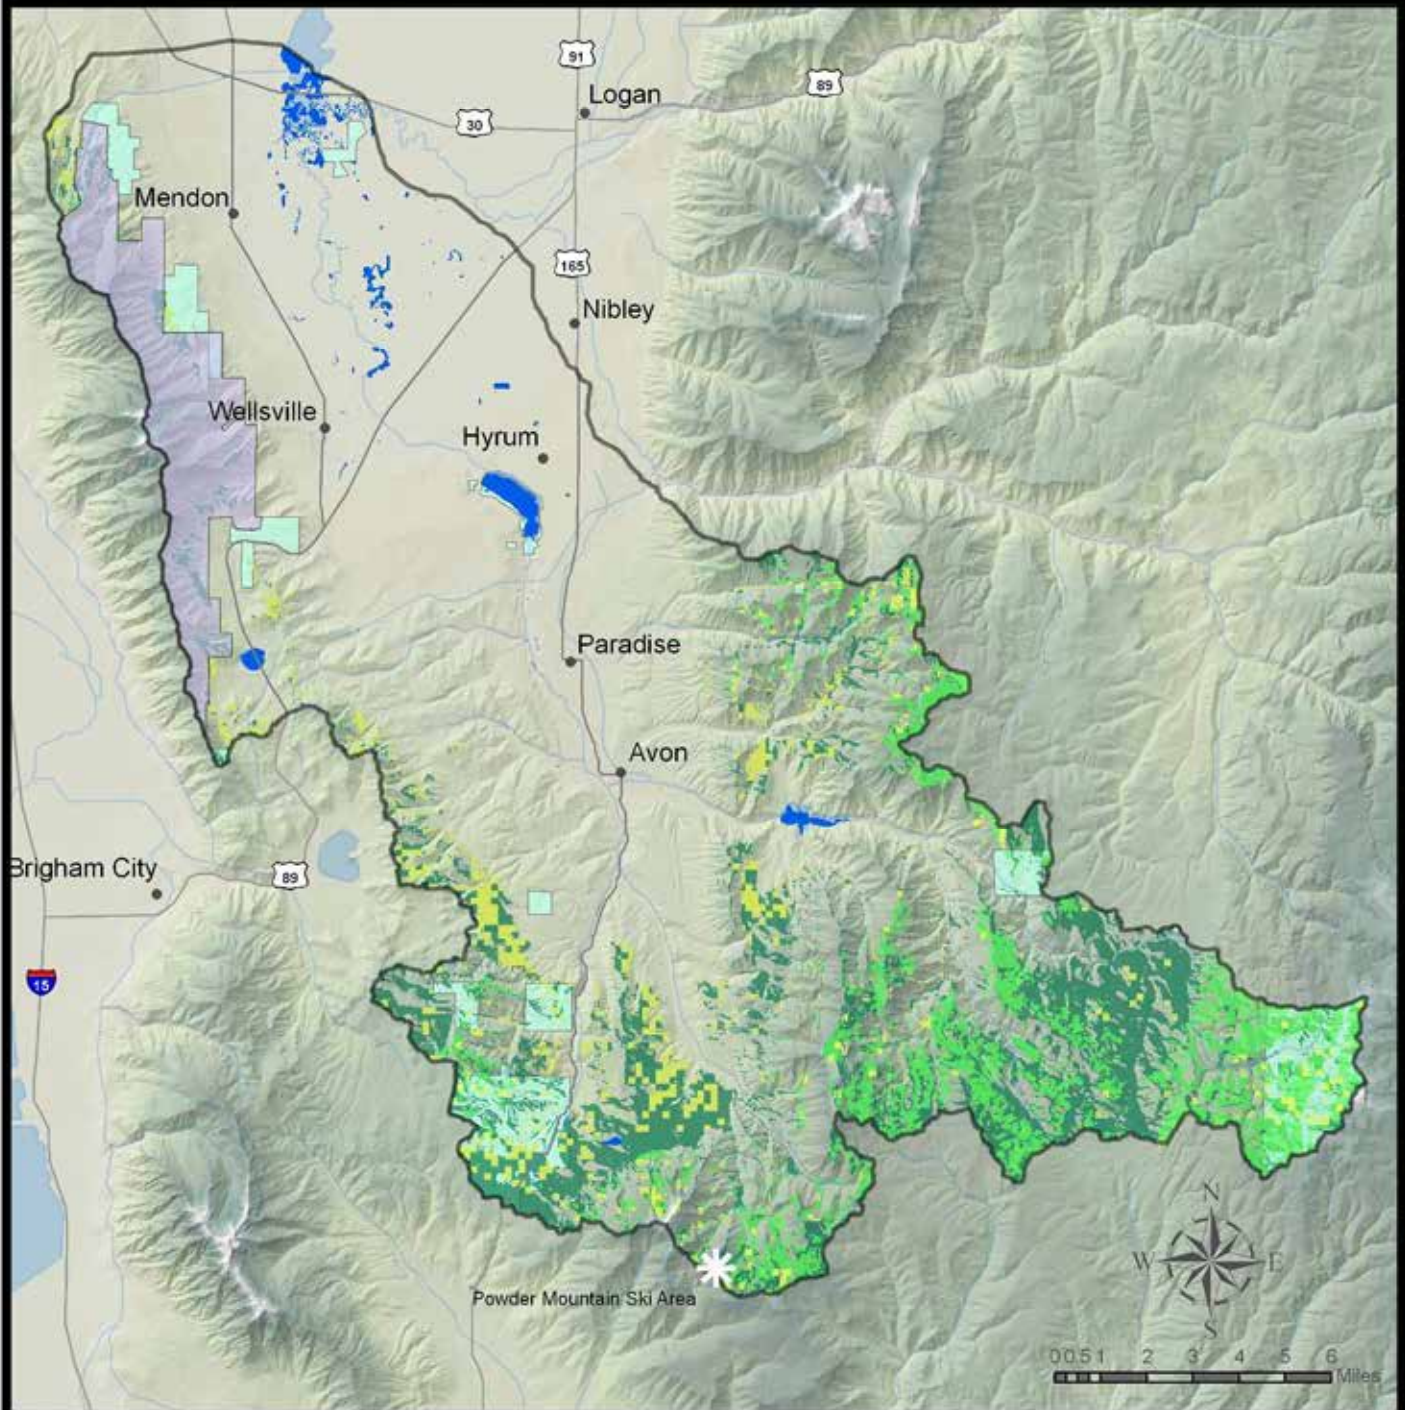 91
89
Logan
30
Mendon
165
Nibley
Wellsville
Hyrum
Paradise
Avon
Brigham City
89
15
N
W E
S
Powder Mountain Ski Area
0 0.5 1 2 3 4 5 6
Miles